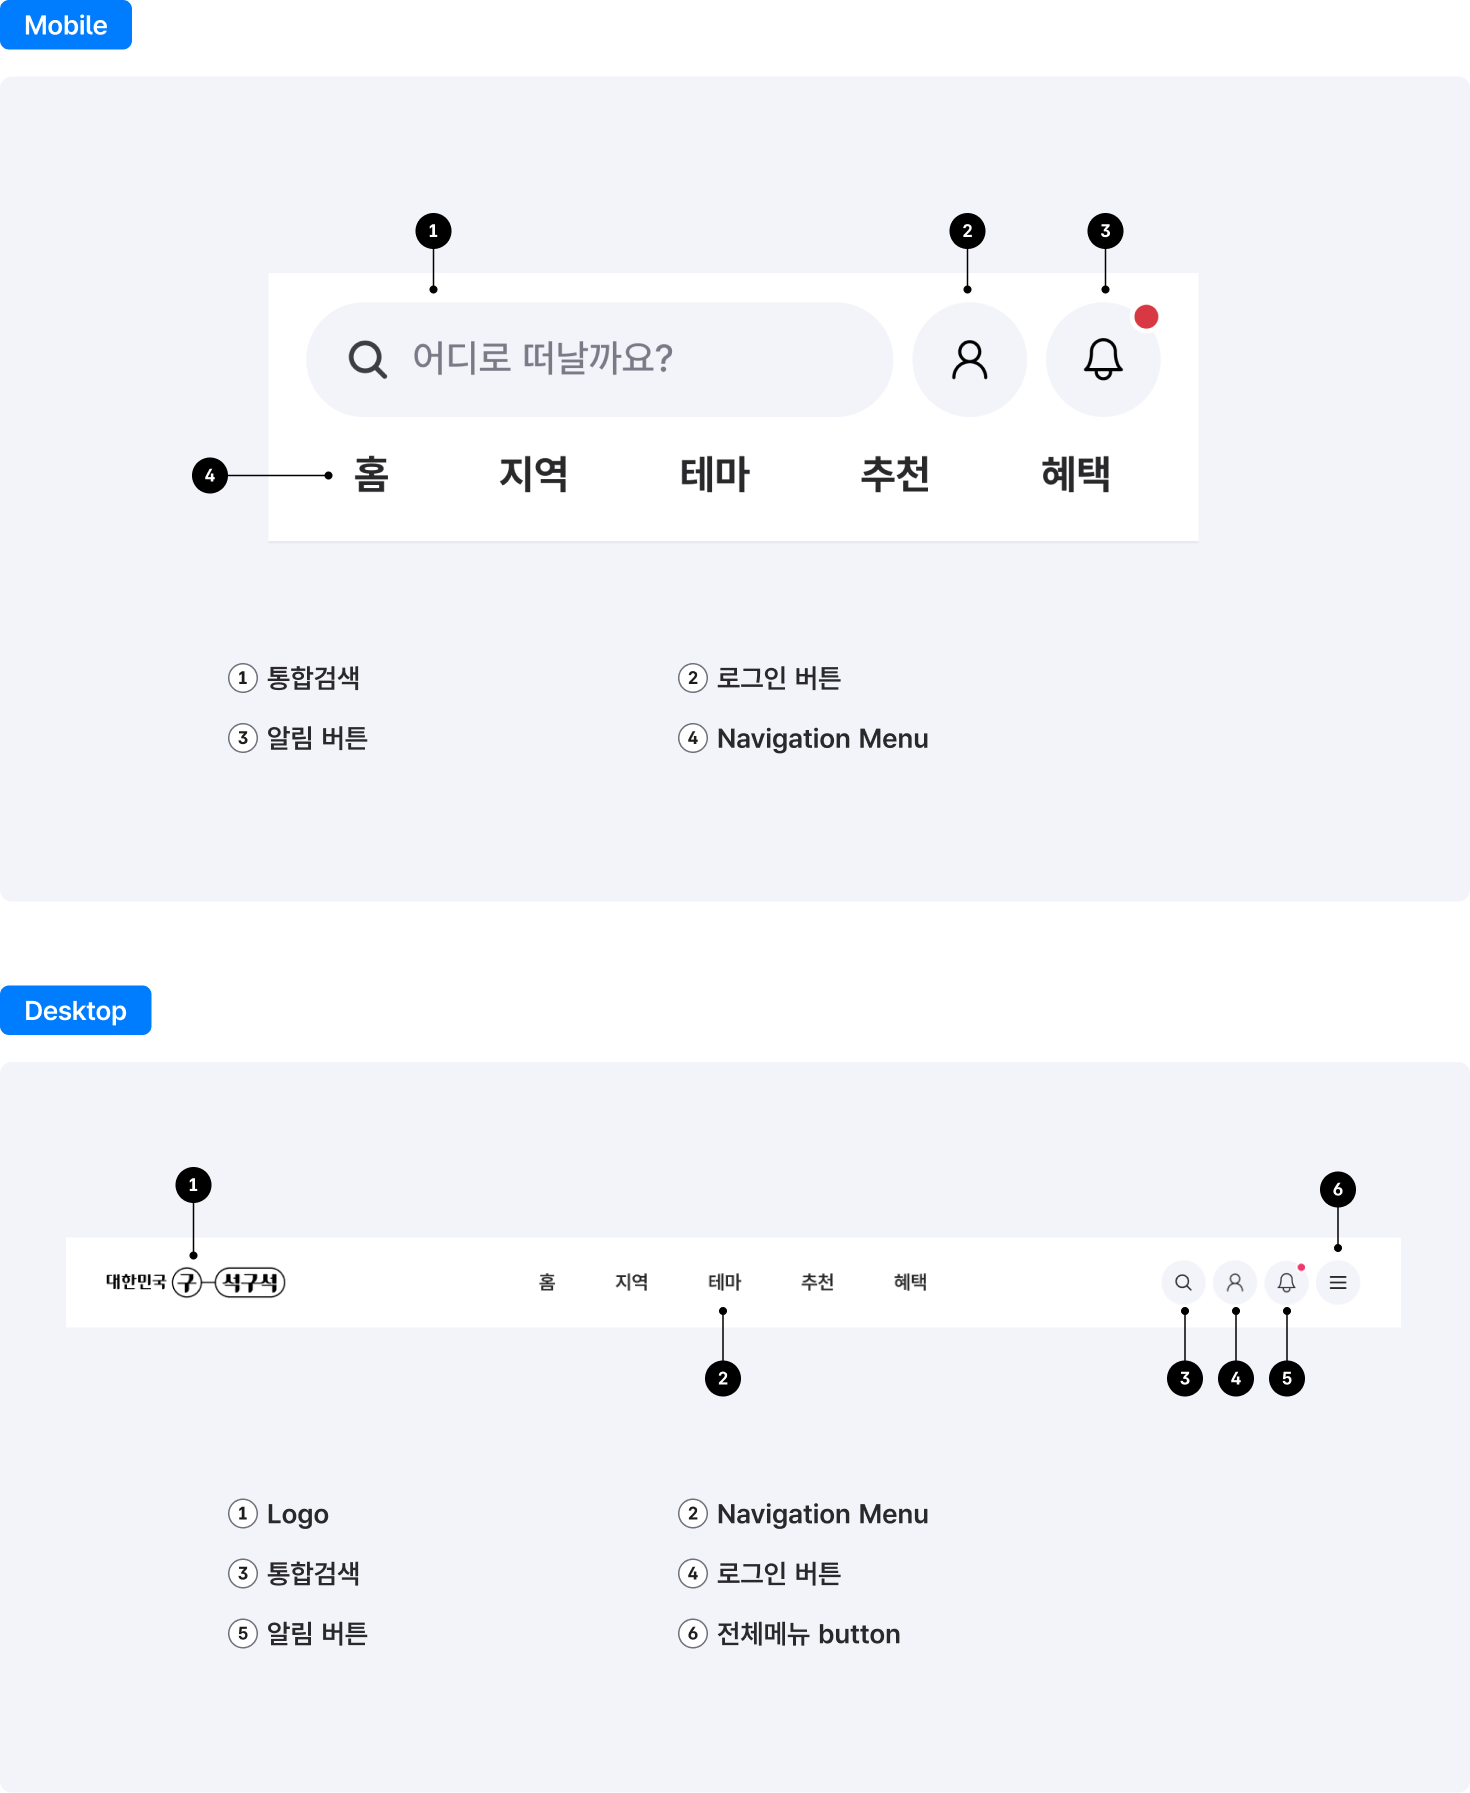 Mobile
1 2 3
어디로 떠날까요?
4 홈 지역 테마 추천 혜택
1 통합검색 2 로그인 버튼
3 알림 버튼 4 Navigation Menu
Desktop
1 6
대한민국 구석구석 홈 지역 테마 추천 혜택
2 3 4 5
1 Logo 2 Navigation Menu
3 통합검색 4 로그인 버튼
5 알림 버튼 6 전체메뉴 button